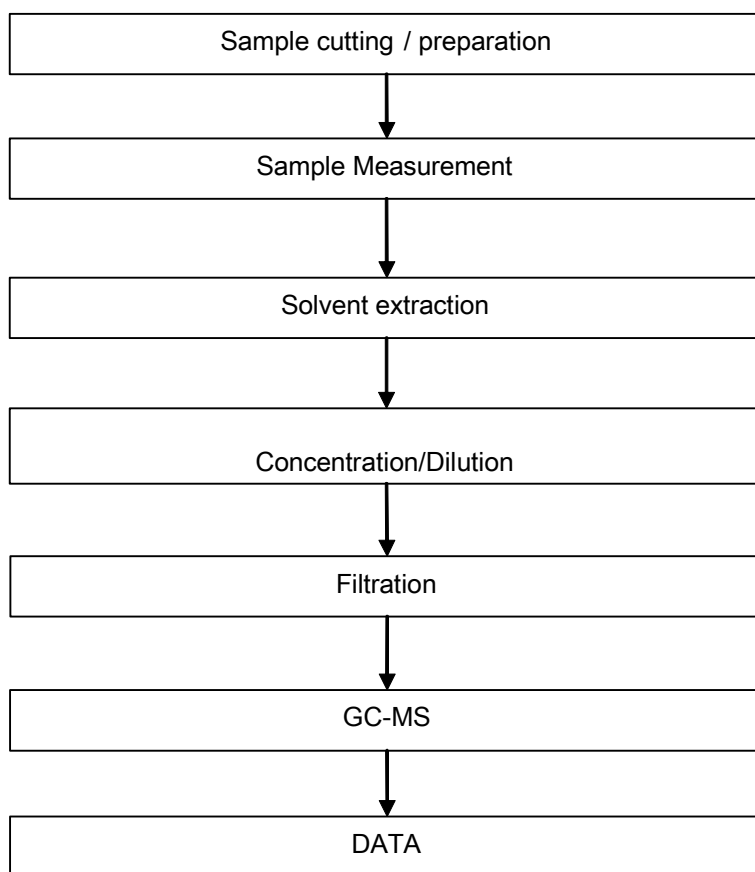 Sample cutting / preparation
Sample Measurement
Solvent extraction
Concentration/Dilution
Filtration
GC-MS
DATA